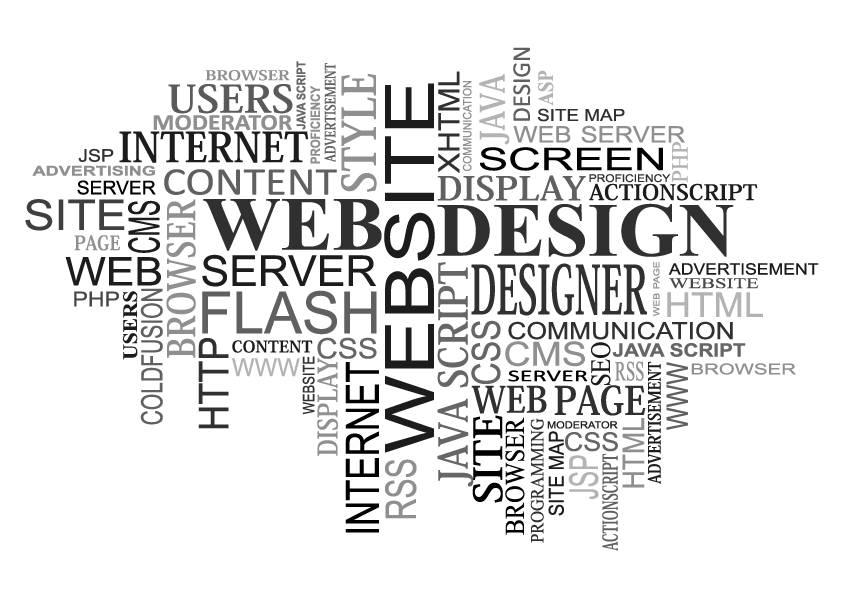 BROWSER
USERS
MODERATOR
JAVA SCRIPT
PROFICIENCY
ADVERTISEMENT
STYLE
JSP
INTERNET
ADVERTISING
SERVER
CONTENT
SITE
CMS
PAGE
BROWSER
WEB
WEB
SERVER
PHP
USERS
COLDFUSION
FLASH
HTTP
CONTENT
WWW
CSS
WEBSITE
DISPLAY
INTERNET
RSS
WEBSITE
XHTML
COMMUNICATION
JAVA
DESIGN
ASP
SITE MAP
WEB SERVER
SCREEN
PHP
DISPLAY
PROFICIENCY
ACTIONSCRIPT
DESIGN
JAVA SCRIPT
DESIGNER
WEB PAGE
ADVERTISEMENT
WEBSITE
HTML
CSS
COMMUNICATION
CMS
SEO
JAVA SCRIPT
SERVER
RSS
BROWSER
WWW
WEB PAGE
ADVERTISEMENT
SITE
BROWSER
PROGRAMMING
MODERATOR
SITE MAP
CSS
JSP
ACTIONSCRIPT
HTML